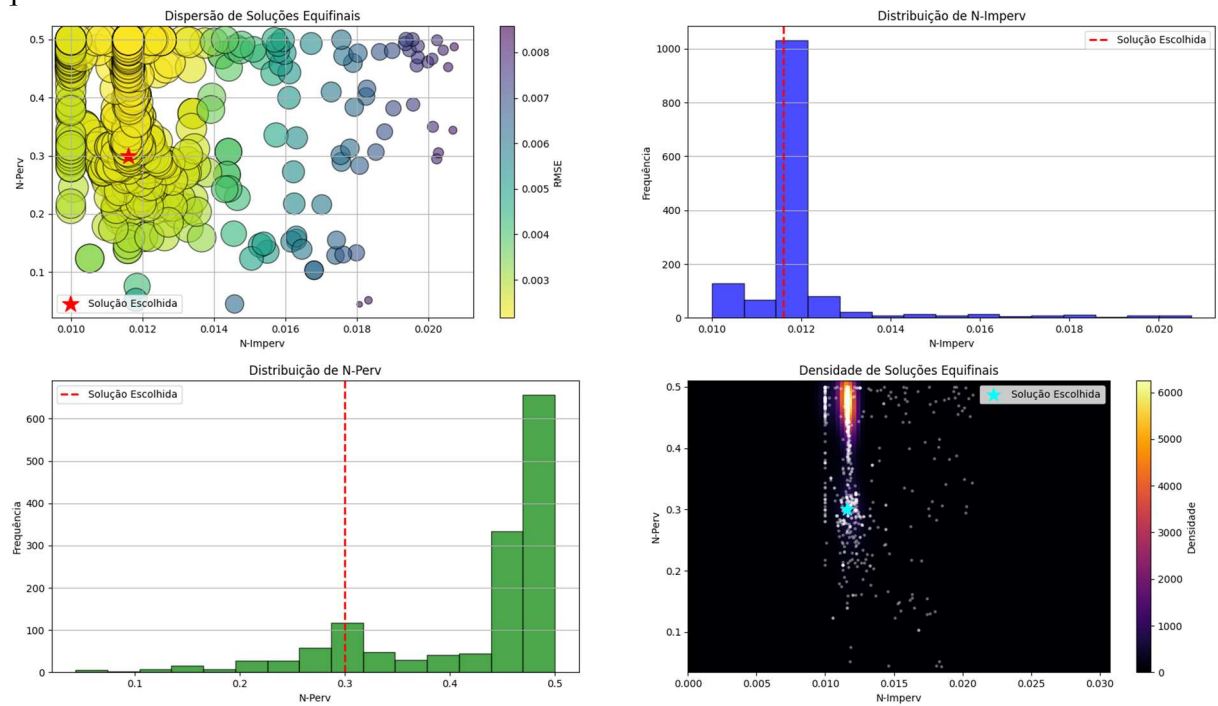 Dispersão de Soluções Equifinais
0.5
0.4
0.3
0.2
0.1
N-Perv
0.010 0.012 0.014 0.016 0.018 0.020
N-Imperv
Solução Escolhida
0.008
0.007
0.006
0.005
0.004
0.003
RMSE
Distribuição de N-Imperv
1000
800
600
400
200
0
Frequência
0.010 0.012 0.014 0.016 0.018 0.020
N-Imperv
Solução Escolhida
Distribuição de N-Perv
600
500
400
300
200
100
0
Frequência
0.1 0.2 0.3 0.4 0.5
N-Perv
Solução Escolhida
Densidade de Soluções Equifinais
0.5
0.4
0.3
0.2
0.1
N-Perv
0.000 0.005 0.010 0.015 0.020 0.025 0.030
N-Imperv
Solução Escolhida
6000
5000
4000
3000
2000
1000
0
Densidade